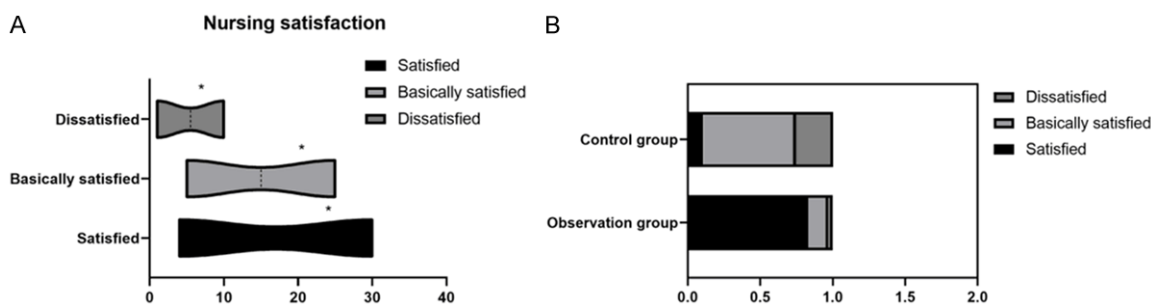 A
Nursing satisfaction
Satisfied
Basically satisfied
Dissatisfied
*
Dissatisfied
*
Basically satisfied
*
Satisfied
0 10 20 30 40
B
Dissatisfied
Basically satisfied
Satisfied
Control group
Observation group
0.0 0.5 1.0 1.5 2.0